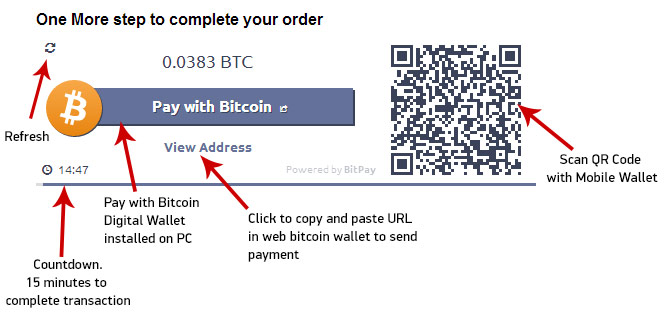 One More step to complete your order
0.0383 BTC
Pay with Bitcoin
Refresh
View Address
14:47
Powered by BitPay
Scan QR Code
with Mobile Wallet
Pay with Bitcoin
Digital Wallet
installed on PC
Click to copy and paste URL
in web bitcoin wallet to send
payment
Countdown.
15 minutes to
complete transaction